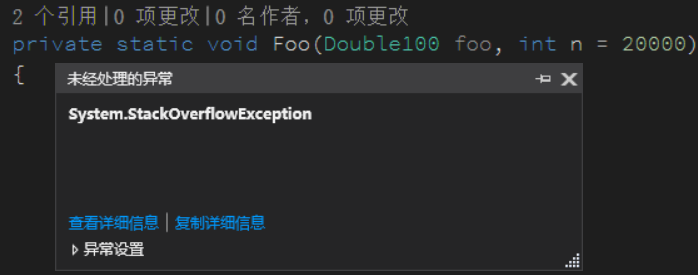 2 个引用|0 项更改|0 名作者, 0 项更改
private static void Foo(Double100 foo, int n = 20000)
{
未经处理的异常
System.StackOverflowException
查看详细信息 | 复制详细信息
异常设置